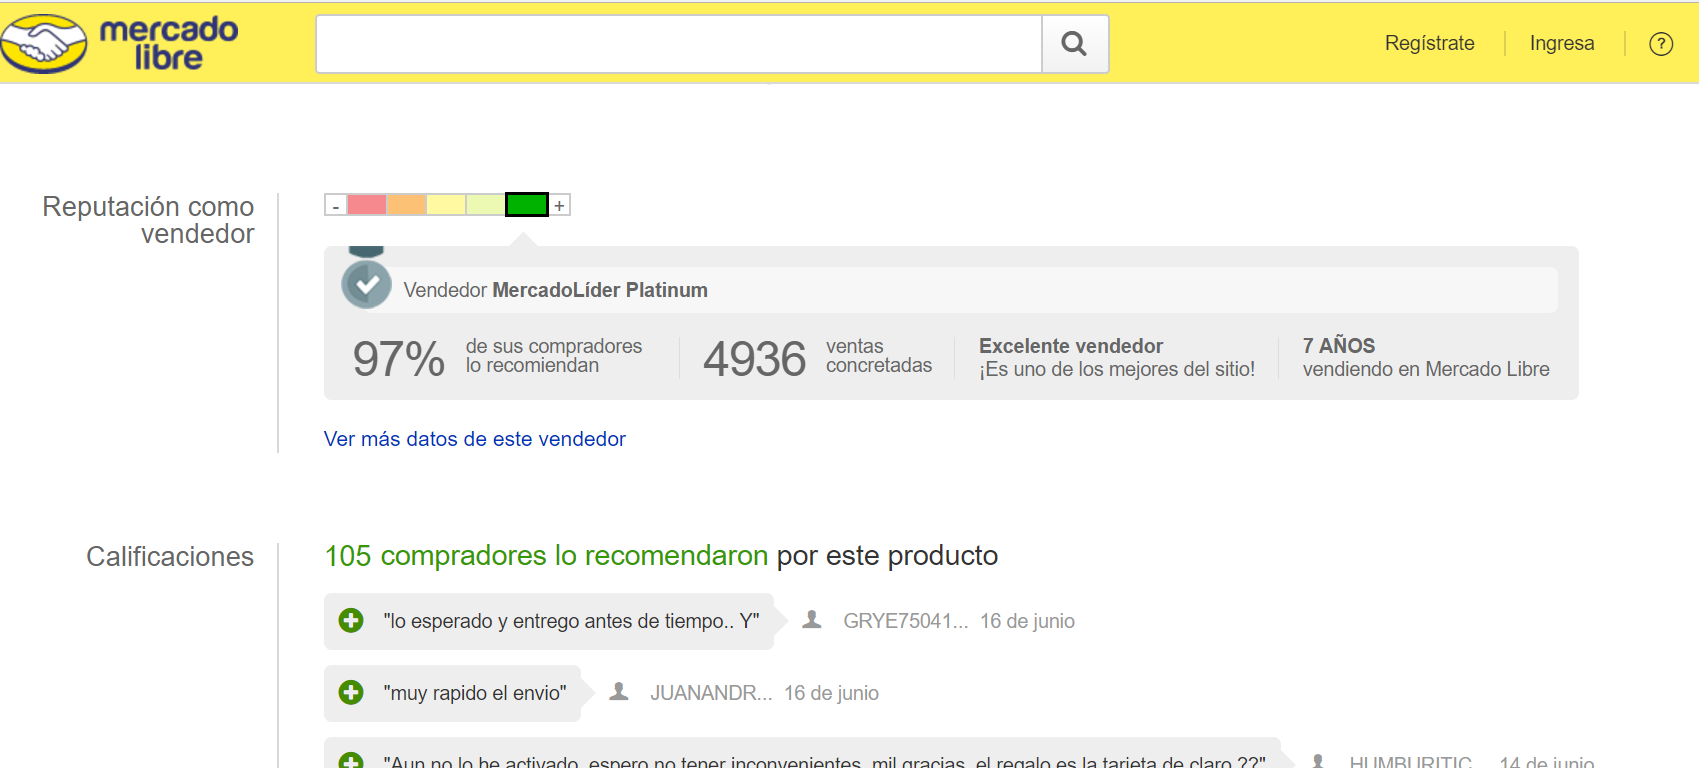 mercado
libre
Regístrate
Ingresa
?
Reputación como
vendedor
-
+
Vendedor MercadoLíder Platinum
97%
de sus compradores
lo recomiendan
4936
ventas
concretadas
Excelente vendedor
¡Es uno de los mejores del sitio!
7 AÑOS
vendiendo en Mercado Libre
Ver más datos de este vendedor
Calificaciones
105 compradores lo recomendaron por este producto
"lo esperado y entrego antes de tiempo.. Y" GRYE75041... 16 de junio
"muy rapido el envio" JUANANDR... 16 de junio
"Aun no lo he activado, espero no tener inconvenientes, mil gracias, el regalo es la tarjeta de claro ??" HUMBURITIC... 14 de junio